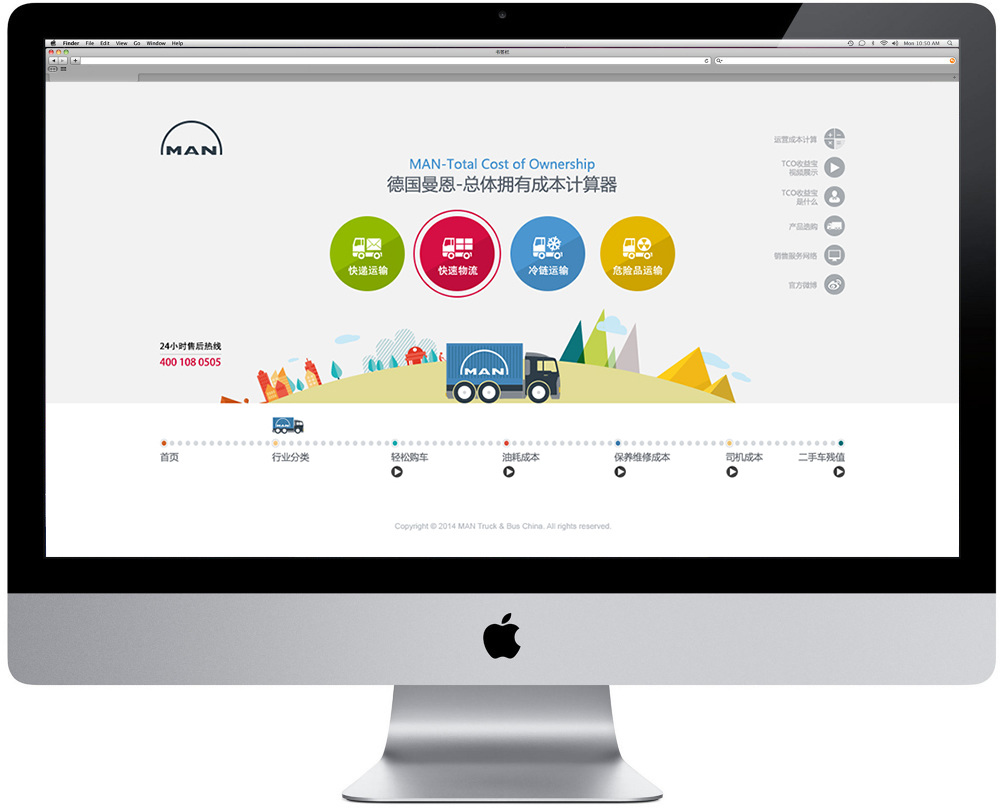 Finder File Edit View Go Window Help
Mon 10:50 AM
MAN
MAN-Total Cost of Ownership
德国曼恩-总体拥有成本计算器
运营成本计算
TCO收益宝
视频展示
TCO收益宝
是什么
产品选购
销售服务网络
官方微博
快递运输
快速物流
冷链运输
危险品运输
24小时售后热线
400 108 0505
MAN
MAN
首页
行业分类
轻松购车
油耗成本
保养维修成本
司机成本
二手车残值
Copyright © 2014 MAN Truck & Bus China. All rights reserved.